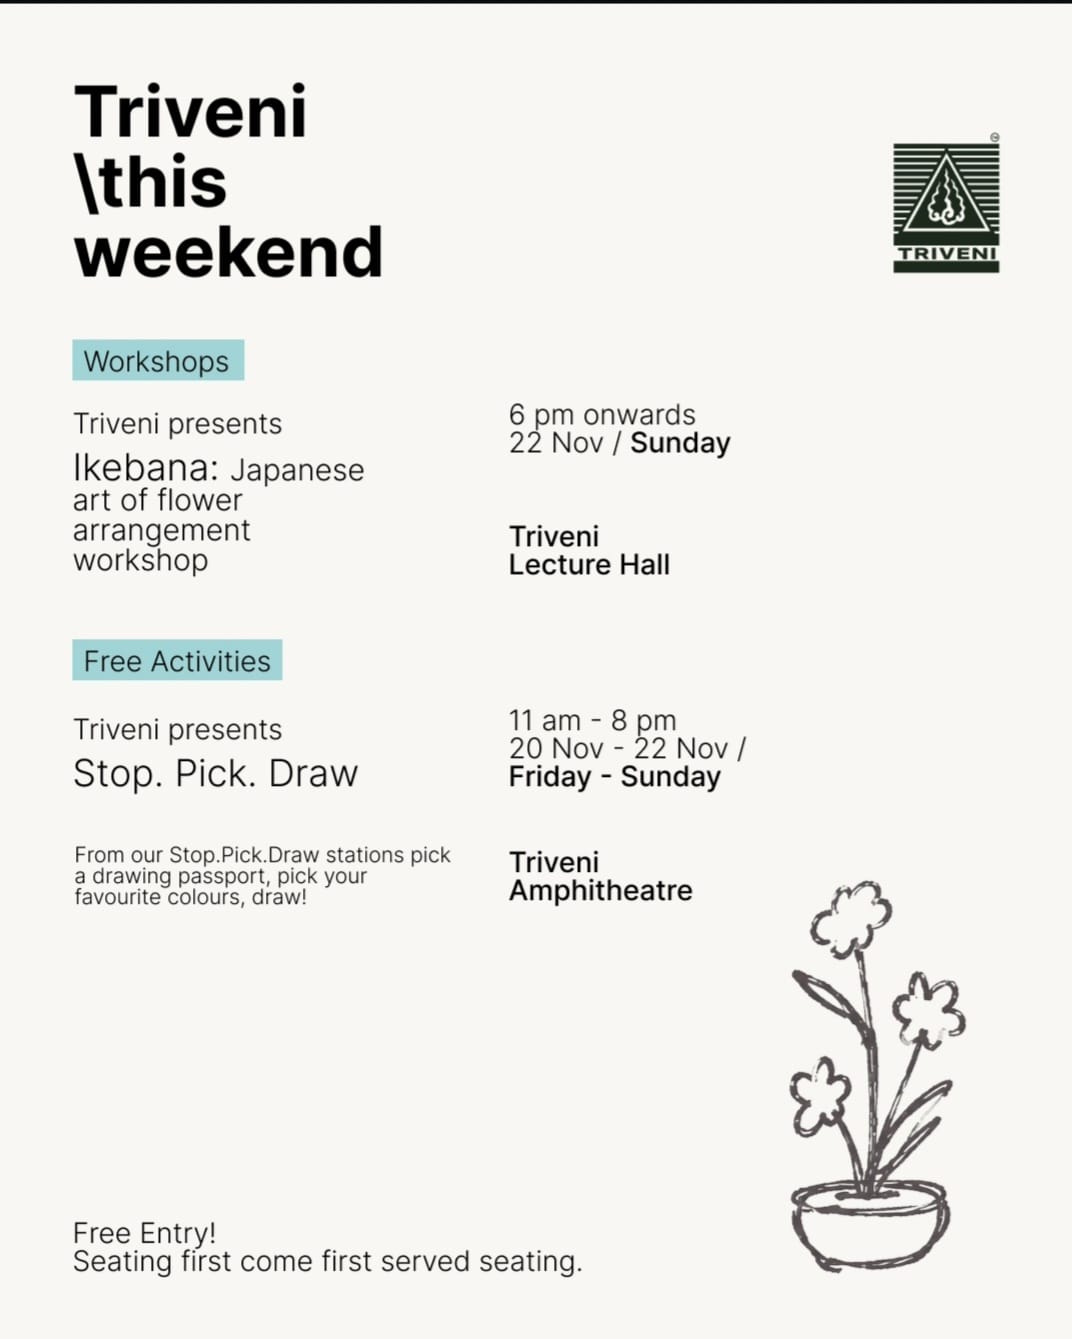 Triveni
\this
weekend
TRIVENI
Workshops
Triveni presents
Ikebana: Japanese
art of flower
arrangement
workshop
6 pm onwards
22 Nov / Sunday
Triveni
Lecture Hall
Free Activities
Triveni presents
Stop. Pick. Draw
From our Stop.Pick.Draw stations pick
a drawing passport, pick your
favourite colours, draw!
11 am - 8 pm
20 Nov - 22 Nov /
Friday - Sunday
Triveni
Amphitheatre
Free Entry!
Seating first come first served seating.